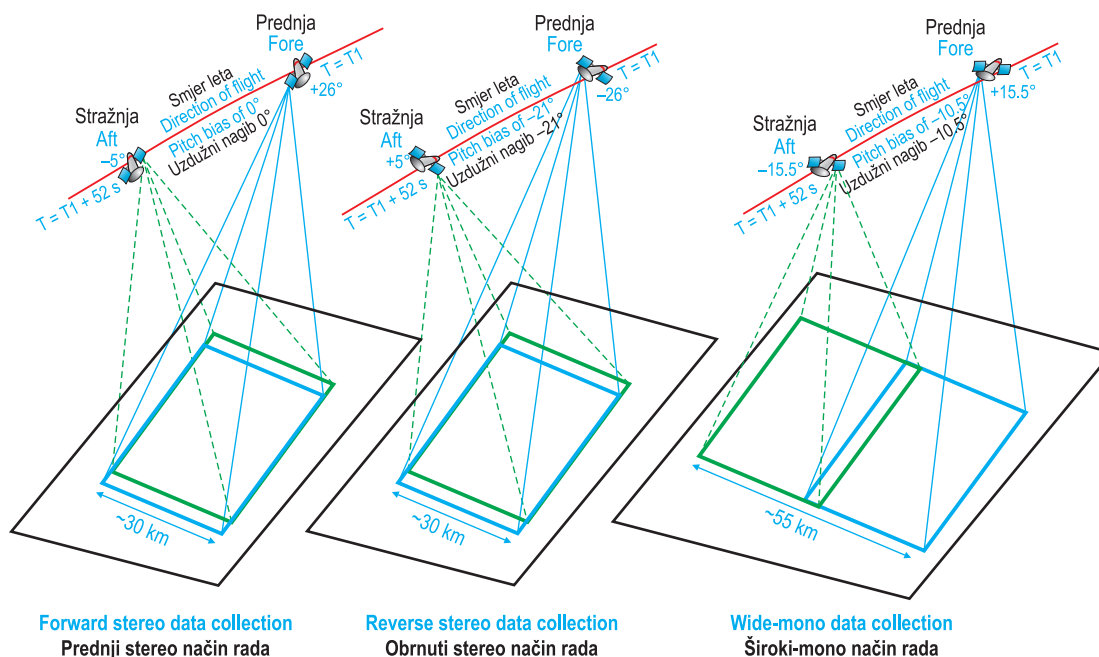 Prednja
Fore
T = T1
+26°
Smjer leta
Direction of flight
Pitch bias of 0°
Uzdužni nagib 0°
Stražnja
Aft
–5°
T = T1 + 52 s
~30 km
Forward stereo data collection
Prednji stereo način rada
Prednja
Fore
T = T1
–26°
Smjer leta
Direction of flight
Pitch bias of –21°
Uzdužni nagib –21°
Stražnja
Aft
+5°
T = T1 + 52 s
~30 km
Reverse stereo data collection
Obrnuti stereo način rada
Prednja
Fore
T = T1
+15.5°
Smjer leta
Direction of flight
Pitch bias of –10.5°
Uzdužni nagib –10.5°
Stražnja
Aft
–15.5°
T = T1 + 52 s
~55 km
Wide-mono data collection
Široki-mono način rada